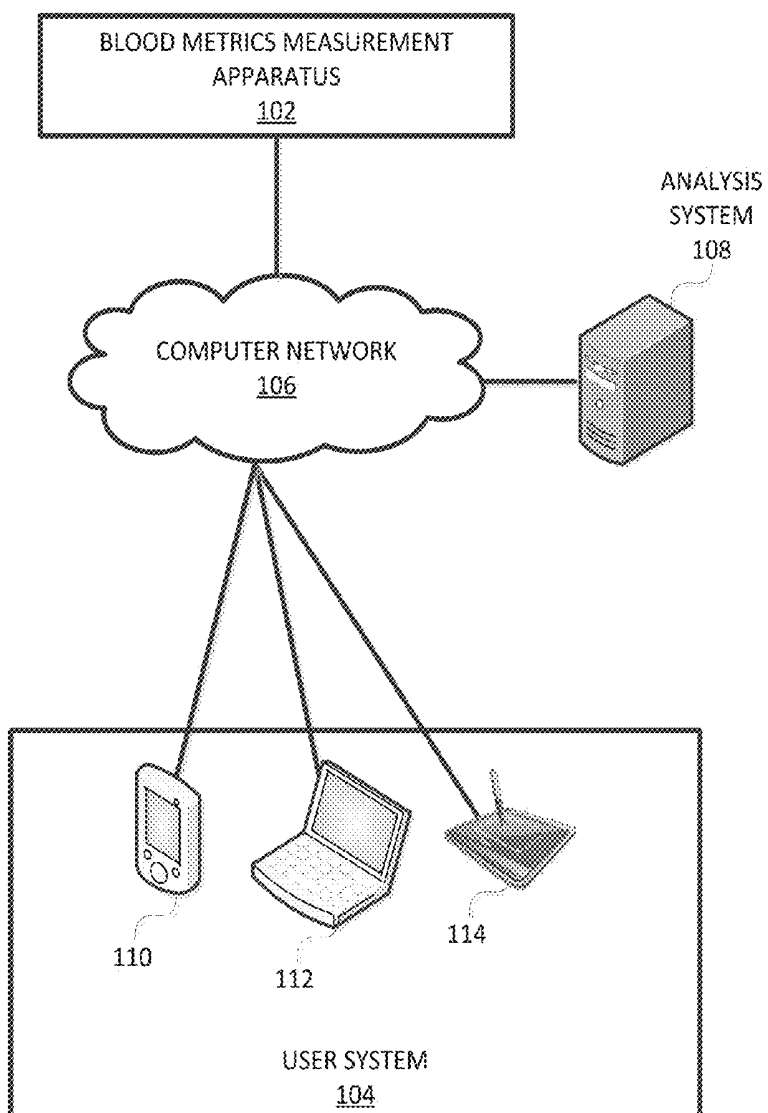 BLOOD METRICS MEASUREMENT
APPARATUS
102
ANALYSIS
SYSTEM
108
COMPUTER NETWORK
106
110
112
114
USER SYSTEM
104